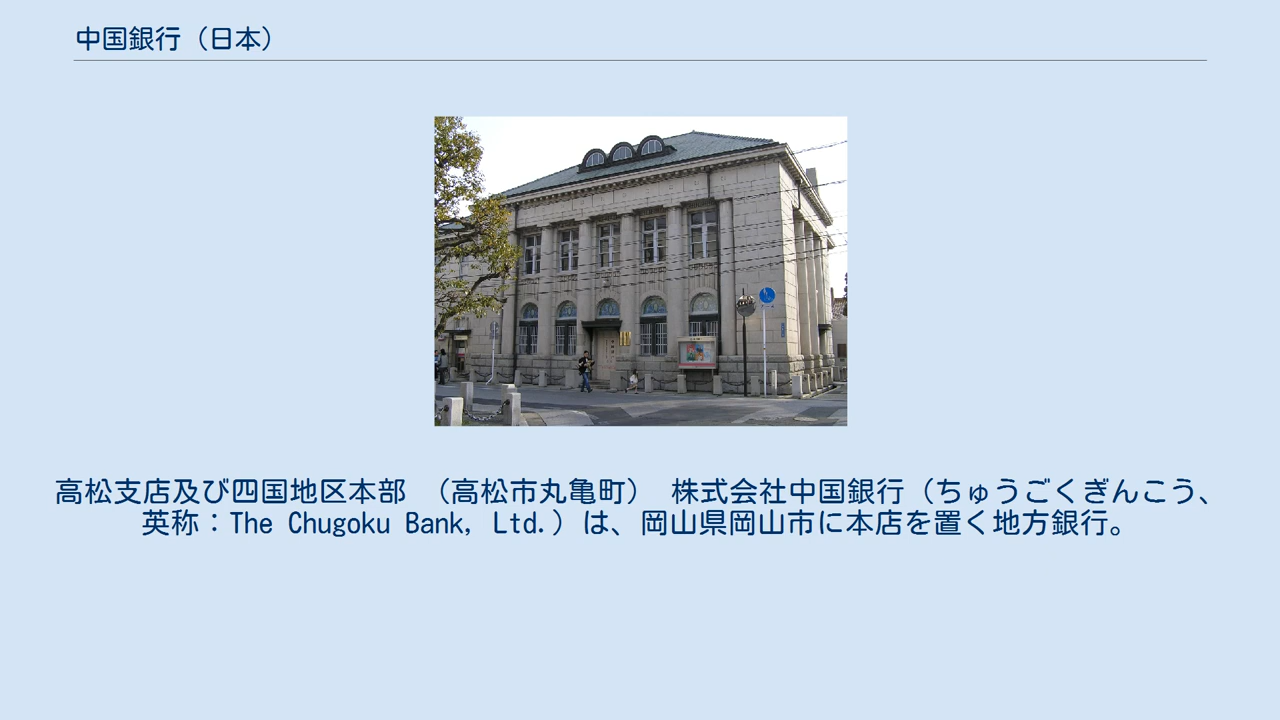 中国銀行（日本）
高松支店及び四国地区本部 （高松市丸亀町） 株式会社中国銀行（ちゅうごくぎんこう、
英称：The Chugoku Bank, Ltd.）は、岡山県岡山市に本店を置く地方銀行。